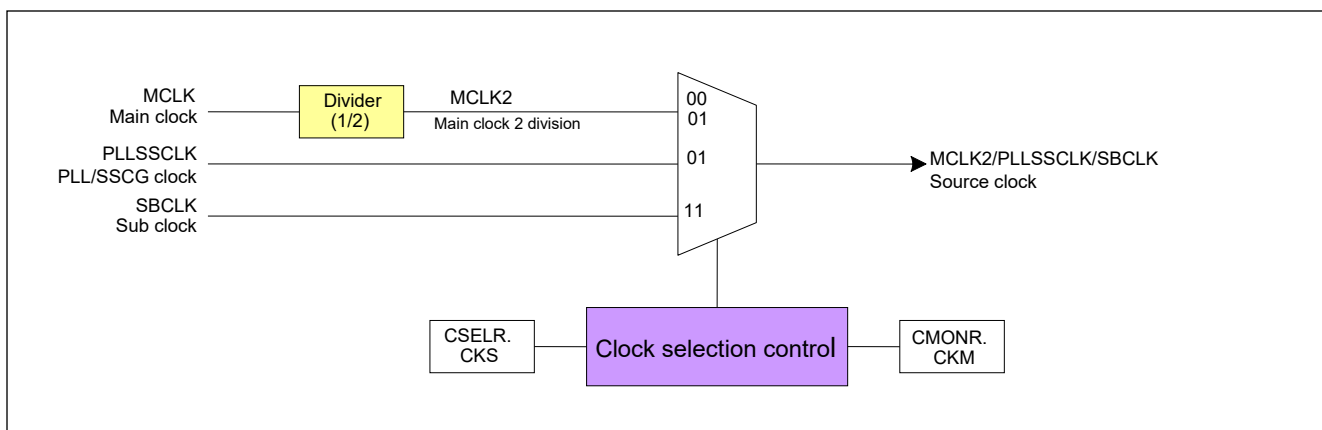 MCLK
Main clock
Divider
(1/2)
MCLK2
Main clock 2 division
00
01
PLLSSCLK
PLL/SSCG clock
01
MCLK2/PLLSSCLK/SBCLK
Source clock
SBCLK
Sub clock
11
CSELR.
CKS
Clock selection control
CMONR.
CKM